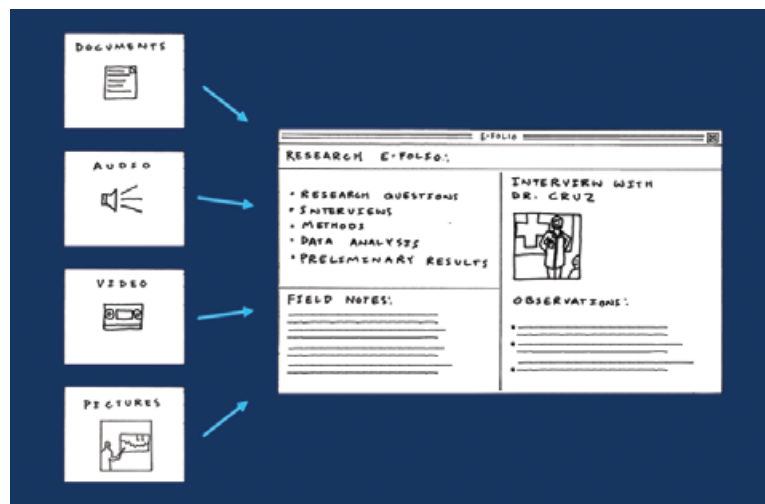 DOCUMENTS
AUDIO
VIDEO
PICTURES
E-FOLIO
RESEARCH E-FOLIO:
• RESEARCH QUESTIONS
• INTERVIEWS
• METHODS
• DATA ANALYSIS
• PRELIMINARY RESULTS
FIELD NOTES:
INTERVIEW WITH
DR. CRUZ
OBSERVATIONS: